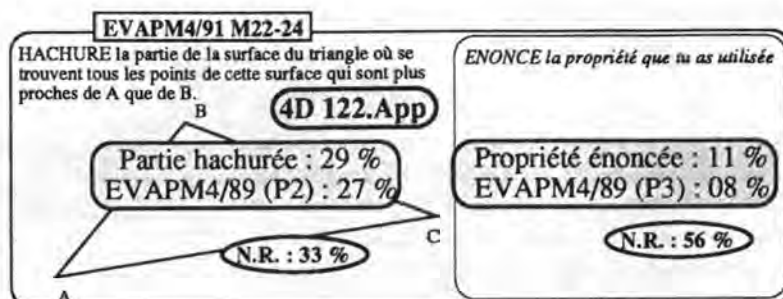 EVAPM4/91 M22-24
HACHURE la partie de la surface du triangle où se
trouvent tous les points de cette surface qui sont plus
proches de A que de B.
4D 122.App
B
Partie hachurée : 29 %
EVAPM4/89 (P2) : 27 %
C
N.R. : 33 %
A
ENONCE la propriété que tu as utilisée
Propriété énoncée : 11 %
EVAPM4/89 (P3) : 08 %
N.R. : 56 %